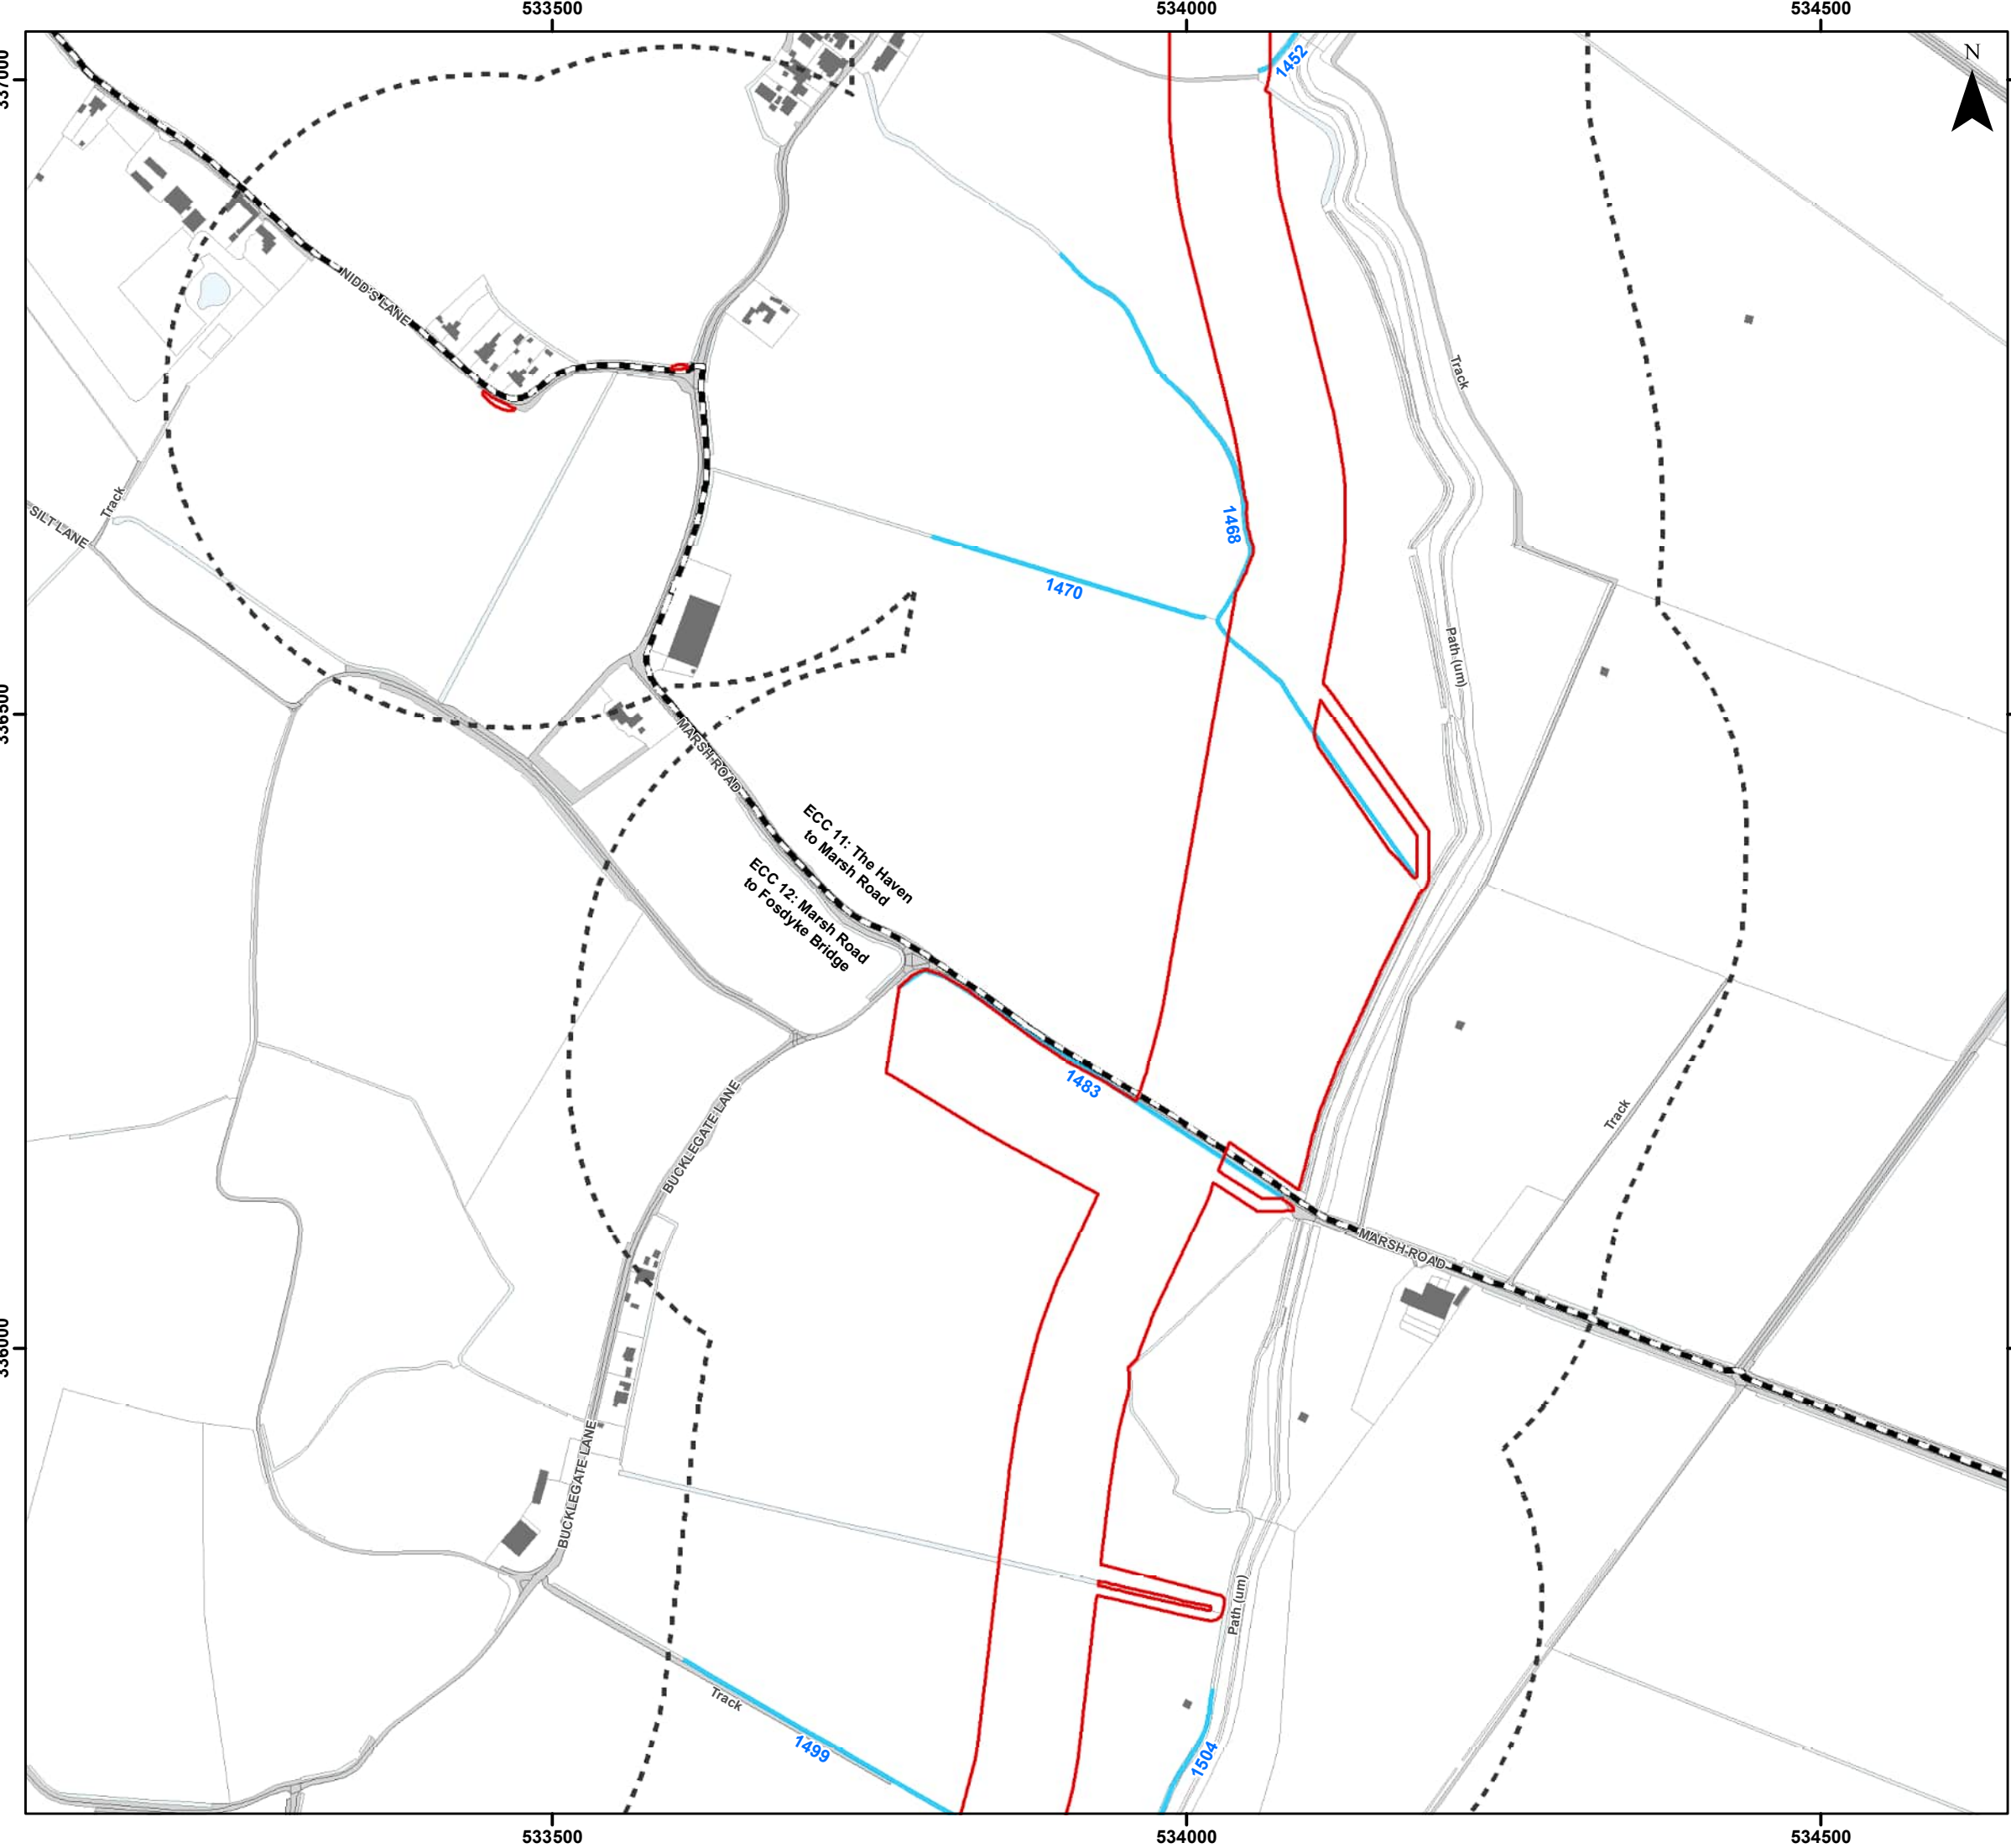 533500
534000
534500
337000
N
1452
NIDD'S LANE
Track
Track
SILT LANE
1468
1470
Path (um)
336500
MARSH ROAD
ECC 11: The Haven
to Marsh Road
ECC 12: Marsh Road
to Fosdyke Bridge
1483
BUCKLEGATE LANE
Track
MARSH ROAD
336000
BUCKLEGATE LANE
Path (um)
Track
1499
1504
533500
534000
534500